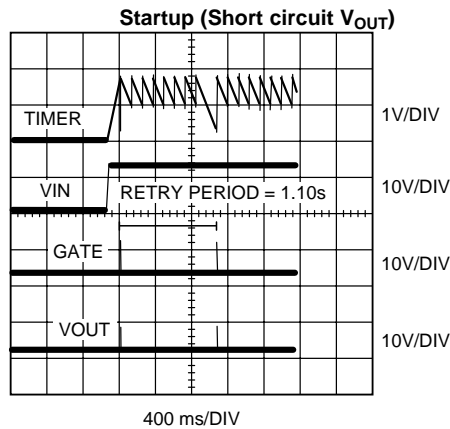 Startup (Short circuit VOUT)
TIMER
1V/DIV
VIN
RETRY PERIOD = 1.10s
10V/DIV
GATE
10V/DIV
VOUT
10V/DIV
400 ms/DIV